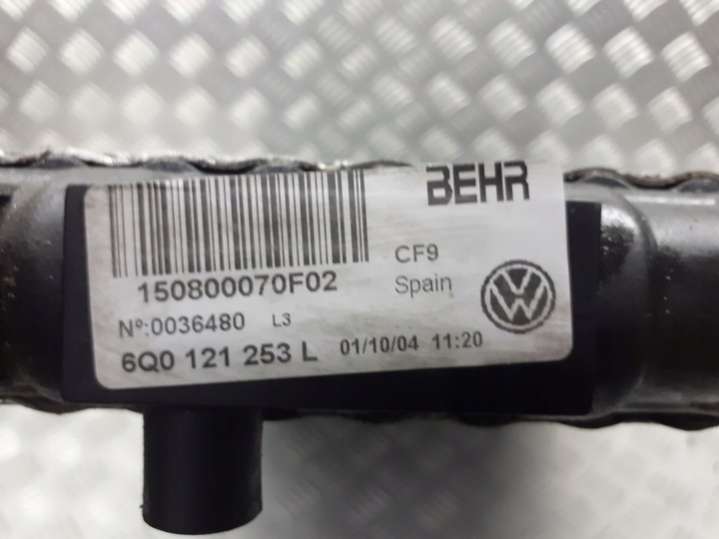 BEHR
150800070F02
CF9
Spain
Nº:0036480 L3
6Q0 121 253 L 01/10/04 11:20